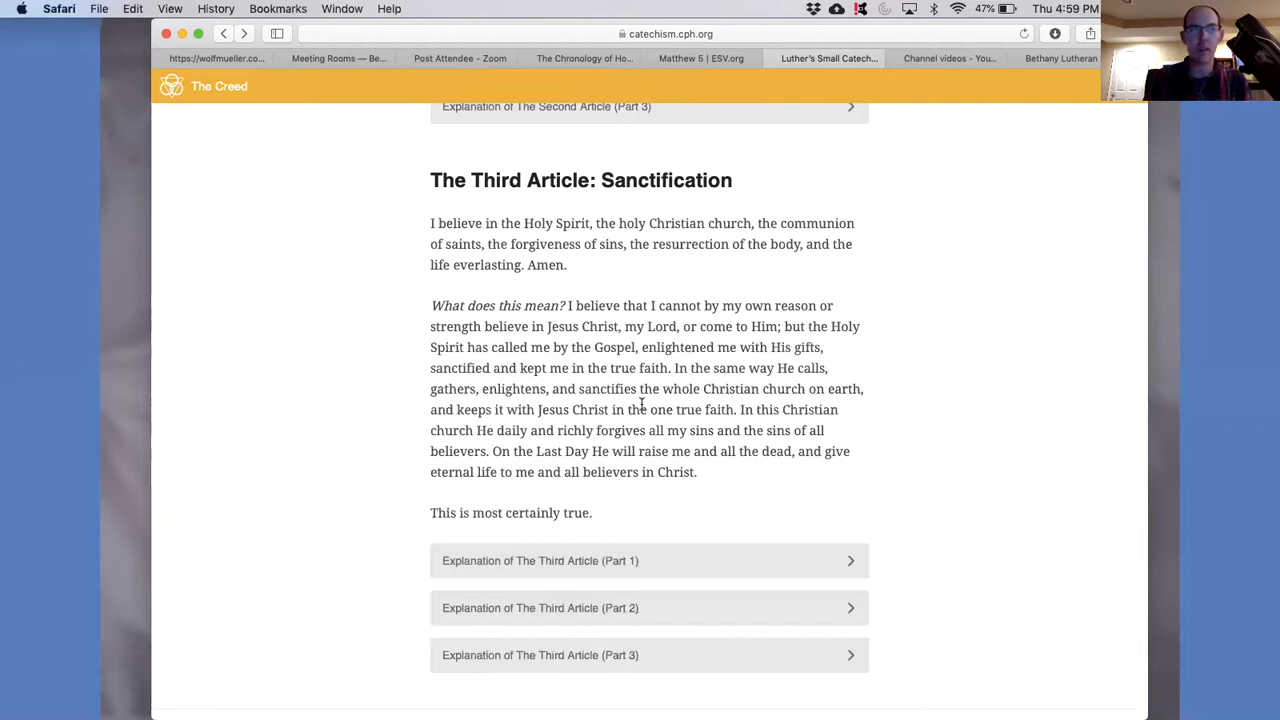 Safari File Edit View History Bookmarks Window Help 47% Thu 4:59 PM
catechism.cph.org
https://wolfmueller.co... Meeting Rooms — Be... Post Attendee - Zoom The Chronology of Ho... Matthew 5 | ESV.org Luther's Small Catech... Channel videos - You... Bethany Lutheran
The Creed
Explanation of The Second Article (Part 3)
The Third Article: Sanctification
I believe in the Holy Spirit, the holy Christian church, the communion
of saints, the forgiveness of sins, the resurrection of the body, and the
life everlasting. Amen.
What does this mean? I believe that I cannot by my own reason or
strength believe in Jesus Christ, my Lord, or come to Him; but the Holy
Spirit has called me by the Gospel, enlightened me with His gifts,
sanctified and kept me in the true faith. In the same way He calls,
gathers, enlightens, and sanctifies the whole Christian church on earth,
and keeps it with Jesus Christ in the one true faith. In this Christian
church He daily and richly forgives all my sins and the sins of all
believers. On the Last Day He will raise me and all the dead, and give
eternal life to me and all believers in Christ.
This is most certainly true.
Explanation of The Third Article (Part 1)
Explanation of The Third Article (Part 2)
Explanation of The Third Article (Part 3)